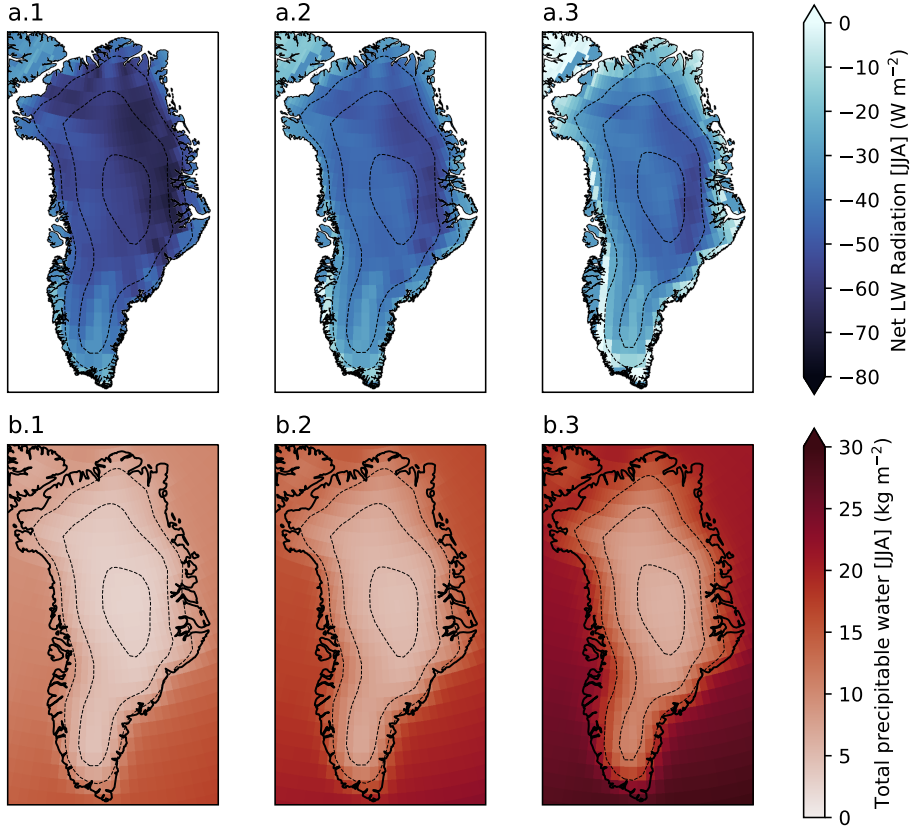 a.1
a.2
a.3
0
−10
−20
−30
−40
−50
−60
−70
−80
Net LW Radiation [JJA] (W m⁻²)
b.1
b.2
b.3
30
25
20
15
10
5
0
Total precipitable water [JJA] (kg m⁻²)